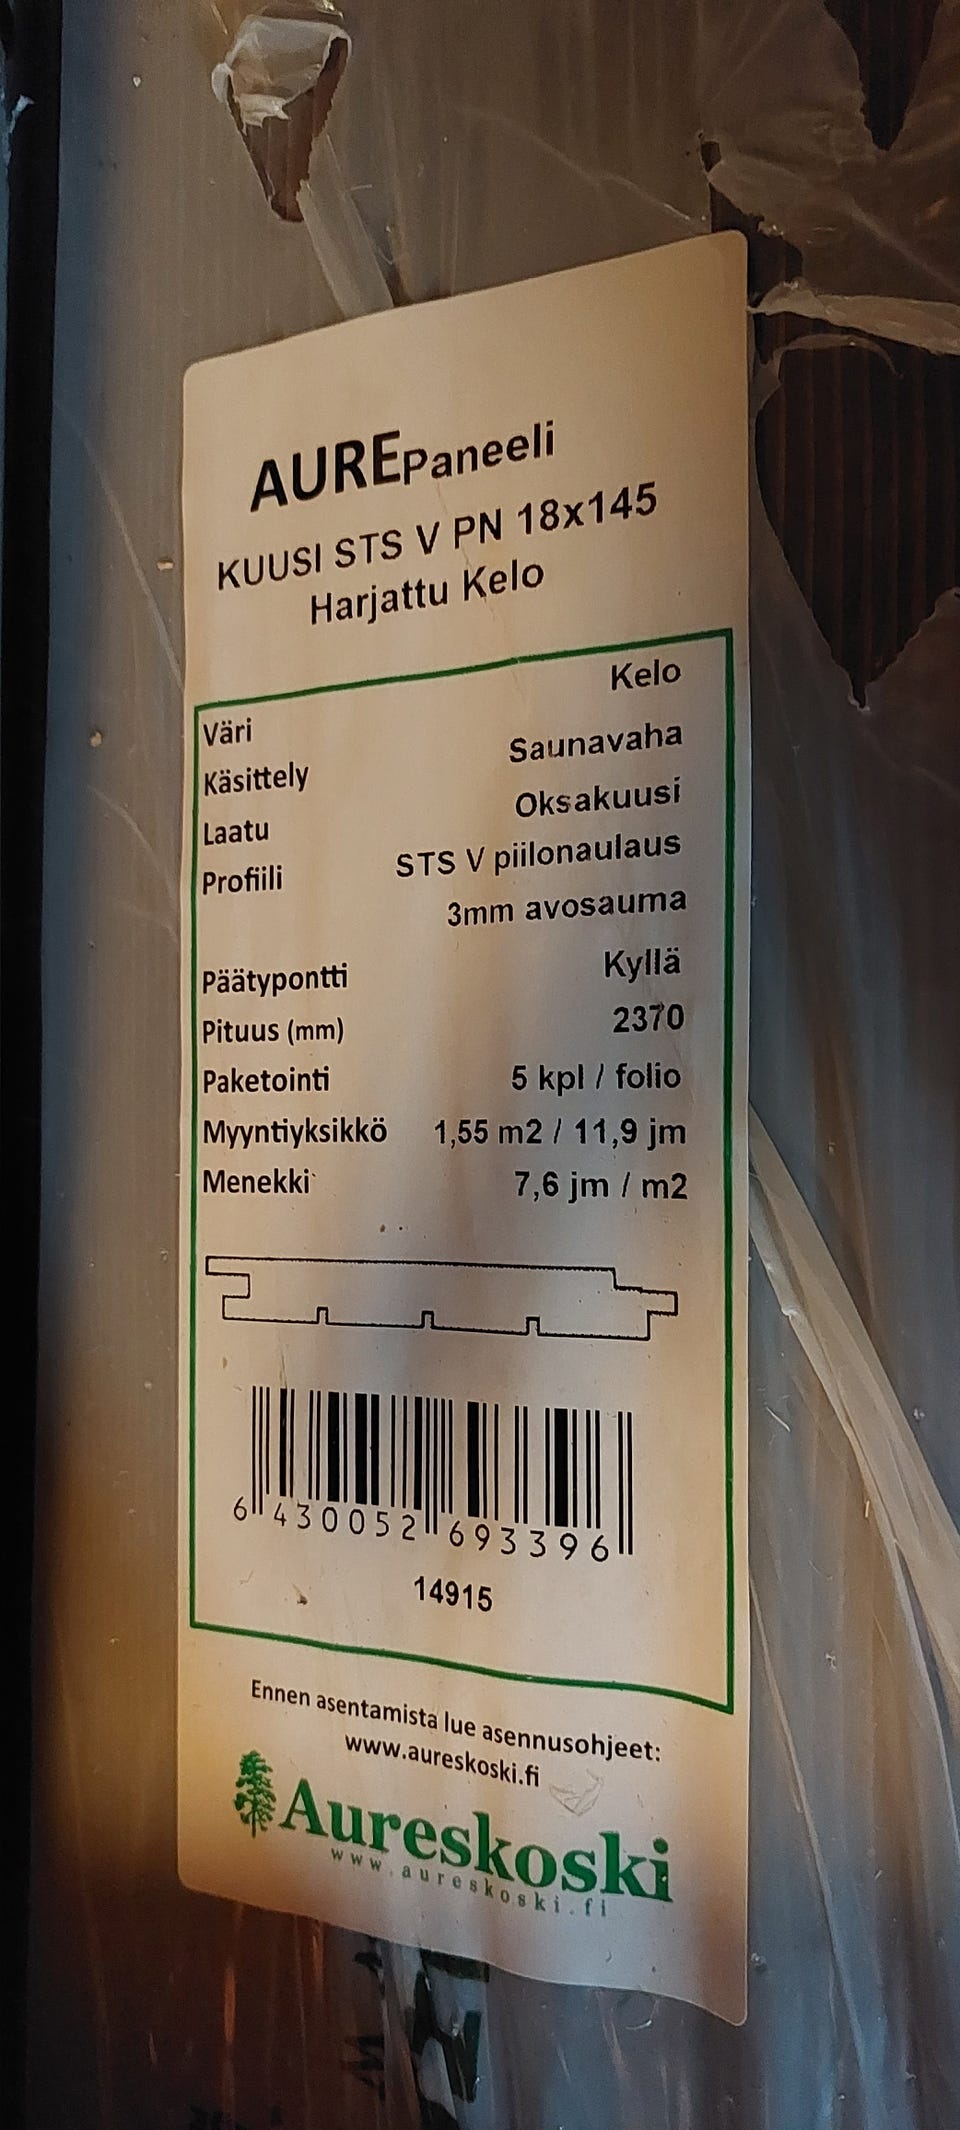 AUREPaneeli
KUUSI STS V PN 18x145
Harjattu Kelo
Väri Kelo
Käsittely Saunavaha
Laatu Oksakuusi
Profiili STS V piilonaulaus
3mm avosauma
Päätypontti Kyllä
Pituus (mm) 2370
Paketointi 5 kpl / folio
Myyntiyksikkö 1,55 m2 / 11,9 jm
Menekki 7,6 jm / m2
6 430052 693396
14915
Ennen asentamista lue asennusohjeet:
www.aureskoski.fi
Aureskoski
www.aureskoski.fi